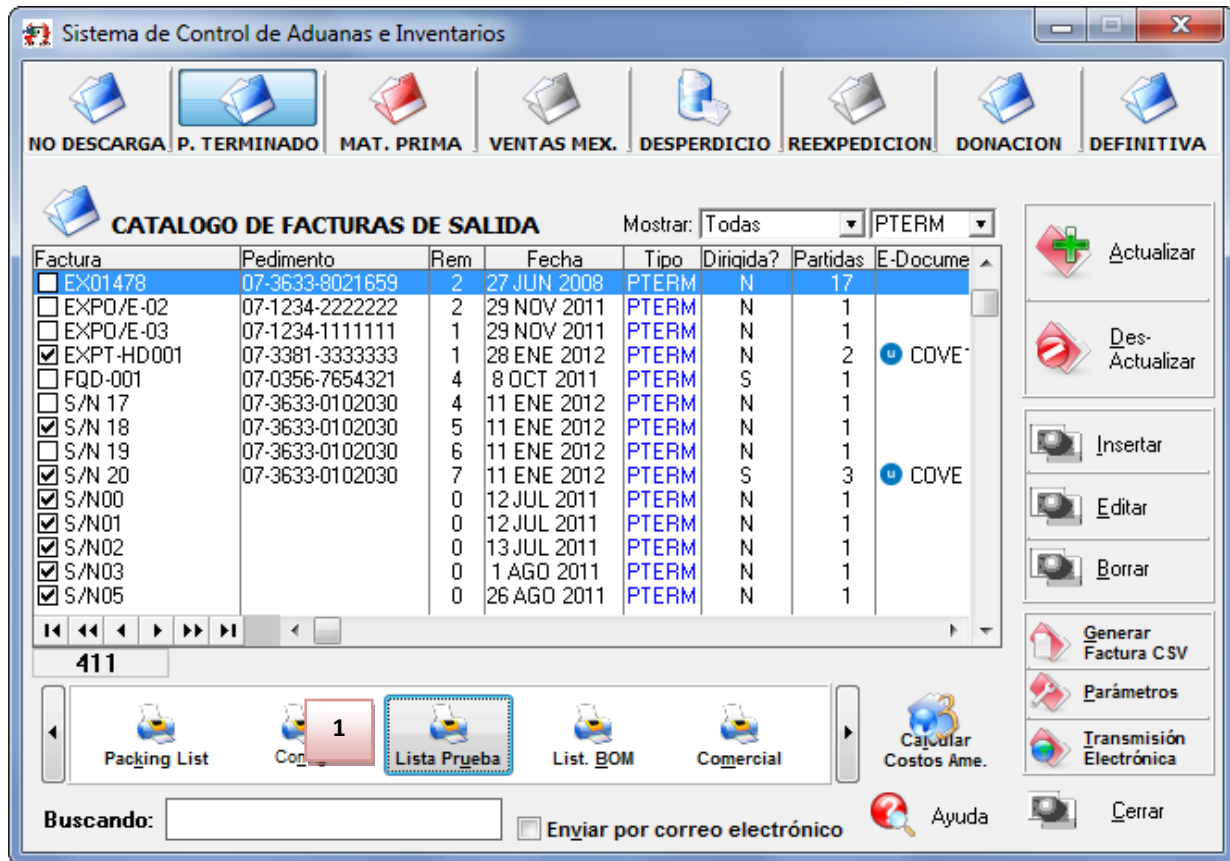 Sistema de Control de Aduanas e Inventarios
NO DESCARGA P. TERMINADO MAT. PRIMA VENTAS MEX. DESPERDICIO REEXPEDICION DONACION DEFINITIVA
CATALOGO DE FACTURAS DE SALIDA Mostrar: Todas PTERM
Factura Pedimento Rem Fecha Tipo Dirigida? Partidas E-Docume
EX01478 07-3633-8021659 2 27 JUN 2008 PTERM N 17
EXPO/E-02 07-1234-2222222 2 29 NOV 2011 PTERM N 1
EXPO/E-03 07-1234-1111111 1 29 NOV 2011 PTERM N 1
EXPT-HD001 07-3381-3333333 1 28 ENE 2012 PTERM N 2 COVE
FQD-001 07-0356-7654321 4 8 OCT 2011 PTERM S 1
S/N 17 07-3633-0102030 4 11 ENE 2012 PTERM N 1
S/N 18 07-3633-0102030 5 11 ENE 2012 PTERM N 1
S/N 19 07-3633-0102030 6 11 ENE 2012 PTERM N 1
S/N 20 07-3633-0102030 7 11 ENE 2012 PTERM S 3 COVE
S/N00 0 12 JUL 2011 PTERM N 1
S/N01 0 12 JUL 2011 PTERM N 1
S/N02 0 13 JUL 2011 PTERM N 1
S/N03 0 1 AGO 2011 PTERM N 1
S/N05 0 26 AGO 2011 PTERM N 1
411
Actualizar
Des-
Actualizar
Insertar
Editar
Borrar
Generar
Factura CSV
Parámetros
Transmisión
Electrónica
1
Packing List Lista Prueba List. BOM Comercial
Calcular
Costos Ame.
Buscando: Enviar por correo electrónico Ayuda Cerrar